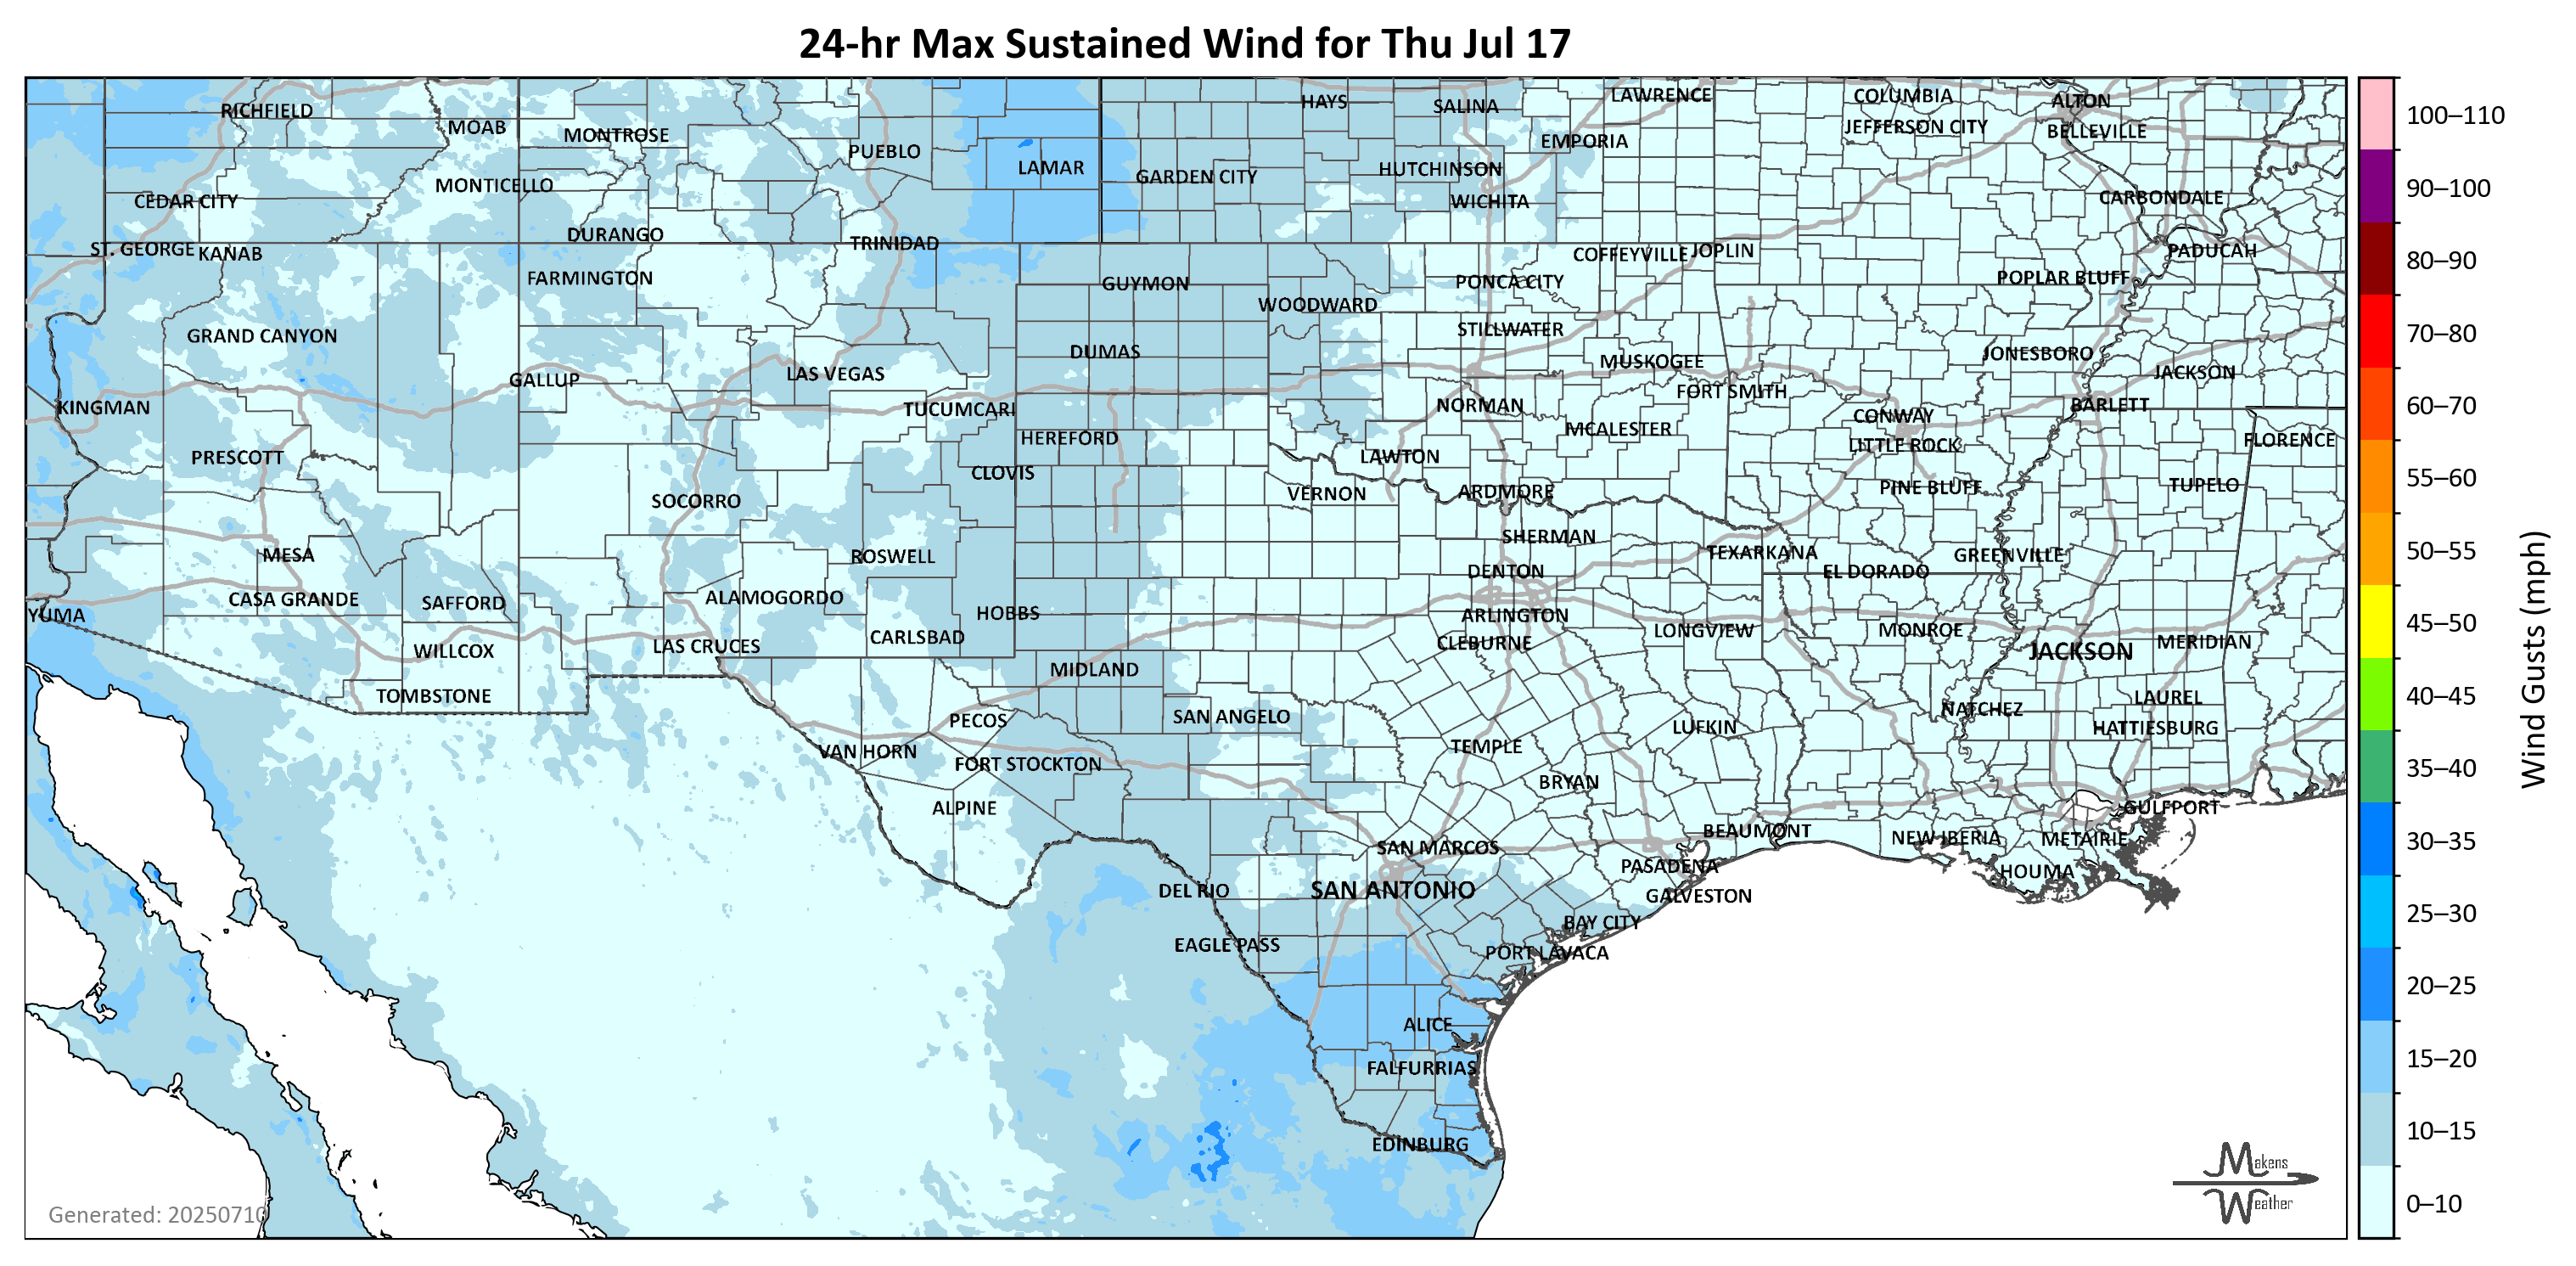 24-hr Max Sustained Wind for Thu Jul 17
RICHFIELD
MOAB
MONTROSE
PUEBLO
LAMAR
HAYS
SALINA
LAWRENCE
COLUMBIA
ALTON
JEFFERSON CITY
BELLEVILLE
EMPORIA
HUTCHINSON
GARDEN CITY
MONTICELLO
CEDAR CITY
WICHITA
CARBONDALE
DURANGO
TRINIDAD
ST. GEORGE
KANAB
COFFEYVILLE
JOPLIN
PADUCAH
FARMINGTON
GUYMON
PONCA CITY
POPLAR BLUFF
WOODWARD
GRAND CANYON
STILLWATER
DUMAS
MUSKOGEE
JONESBORO
GALLUP
LAS VEGAS
JACKSON
FORT SMITH
KINGMAN
TUCUMCARI
NORMAN
CONWAY
BARLETT
HEREFORD
MCALESTER
LITTLE ROCK
FLORENCE
PRESCOTT
CLOVIS
LAWTON
SOCORRO
VERNON
ARDMORE
PINE BLUFF
TUPELO
MESA
ROSWELL
SHERMAN
TEXARKANA
GREENVILLE
DENTON
EL DORADO
CASA GRANDE
SAFFORD
ALAMOGORDO
HOBBS
ARLINGTON
YUMA
LAS CRUCES
CARLSBAD
CLEBURNE
LONGVIEW
MONROE
JACKSON
MERIDIAN
WILLCOX
MIDLAND
TOMBSTONE
PECOS
SAN ANGELO
LUFKIN
NATCHEZ
LAUREL
HATTIESBURG
VAN HORN
FORT STOCKTON
TEMPLE
BRYAN
ALPINE
GULFPORT
BEAUMONT
NEW IBERIA
METAIRIE
SAN MARCOS
PASADENA
HOUMA
DEL RIO
SAN ANTONIO
GALVESTON
BAY CITY
EAGLE PASS
PORT LAVACA
ALICE
FALFURRIAS
EDINBURG
Generated: 20250710
Makens
Weather
100–110
90–100
80–90
70–80
60–70
55–60
50–55
45–50
40–45
35–40
30–35
25–30
20–25
15–20
10–15
0–10
Wind Gusts (mph)